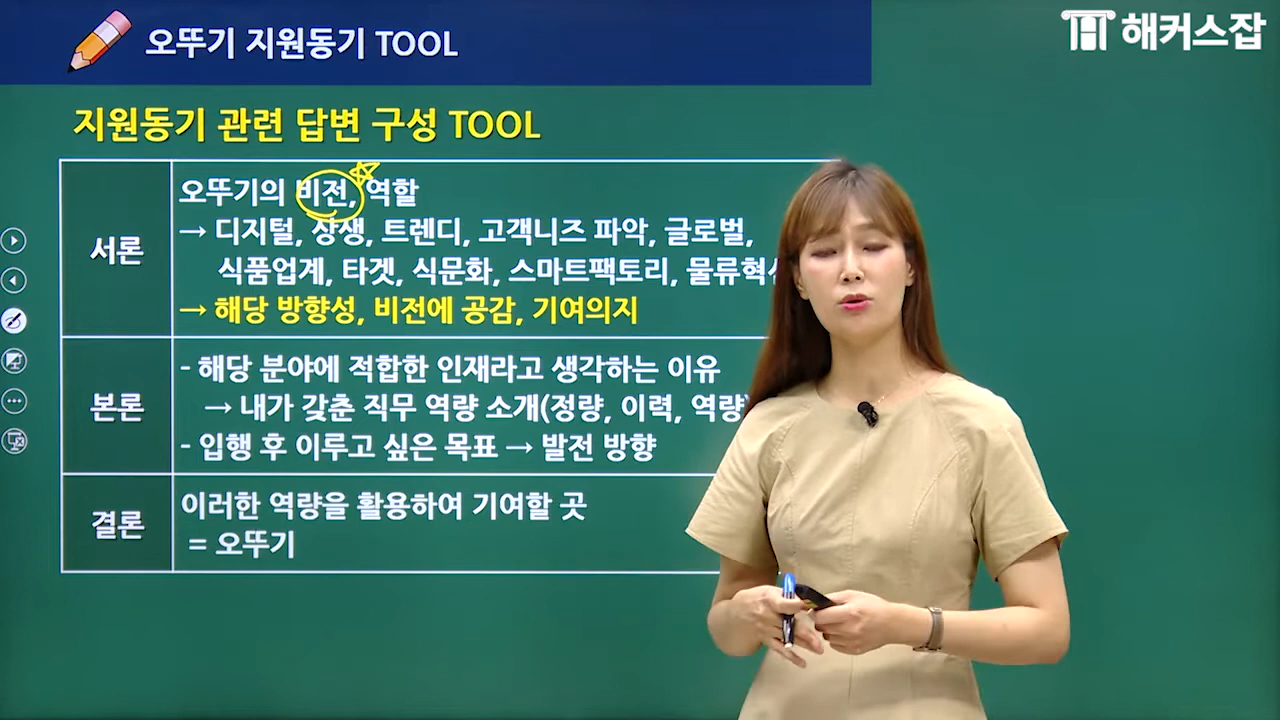 오뚜기 지원동기 TOOL
해커스잡
지원동기 관련 답변 구성 TOOL
서론
오뚜기의 비전, 역할
→ 디지털, 상생, 트렌디, 고객니즈 파악, 글로벌,
식품업계, 타겟, 식문화, 스마트팩토리,
→ 해당 방향성, 비전에 공감, 기여의지
본론
- 해당 분야에 적합한 인재라고 생각하는 이유
→ 내가 갖춘 직무 역량 소개(정량, 이력, 역량)
- 입행 후 이루고 싶은 목표 → 발전 방향
결론
이러한 역량을 활용하여 기여할 곳
= 오뚜기